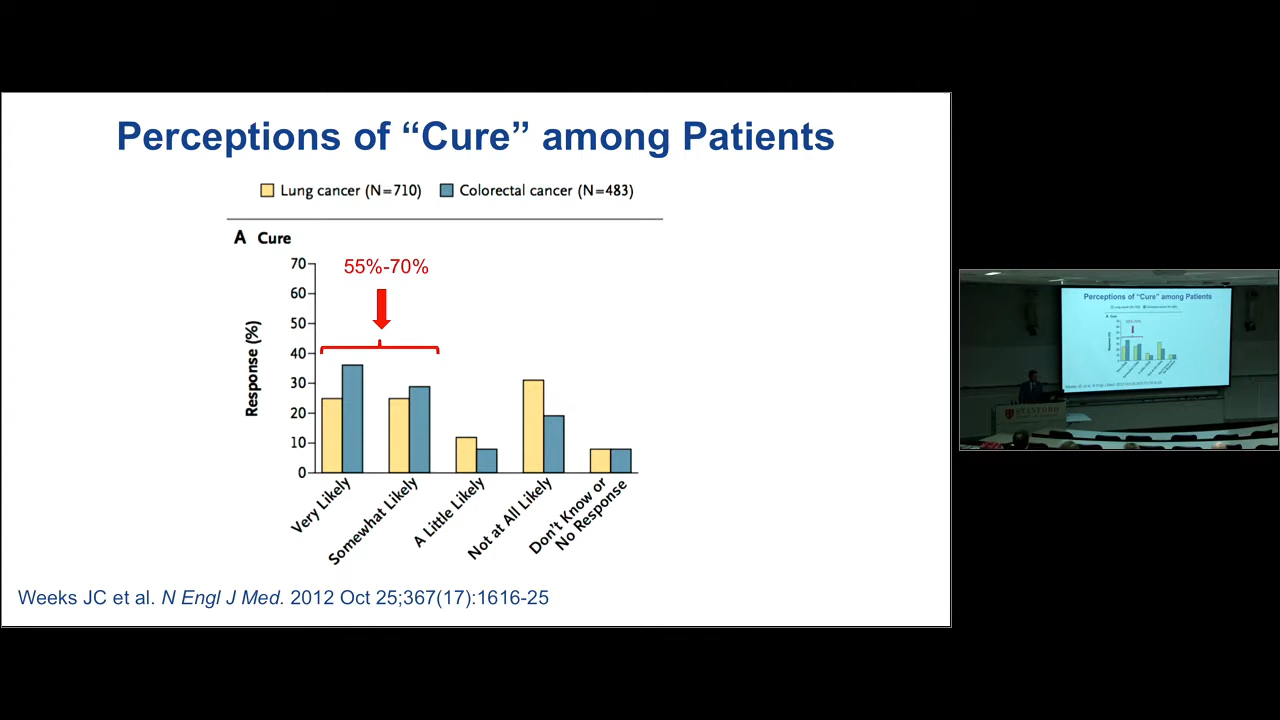 Perceptions of “Cure” among Patients
Lung cancer (N=710) Colorectal cancer (N=483)
A Cure
55%-70%
Response (%)
70
60
50
40
30
20
10
0
Very Likely
Somewhat Likely
A Little Likely
Not at All Likely
Don't Know or
No Response
Weeks JC et al. N Engl J Med. 2012 Oct 25;367(17):1616-25
Perceptions of “Cure” among Patients
STANFORD